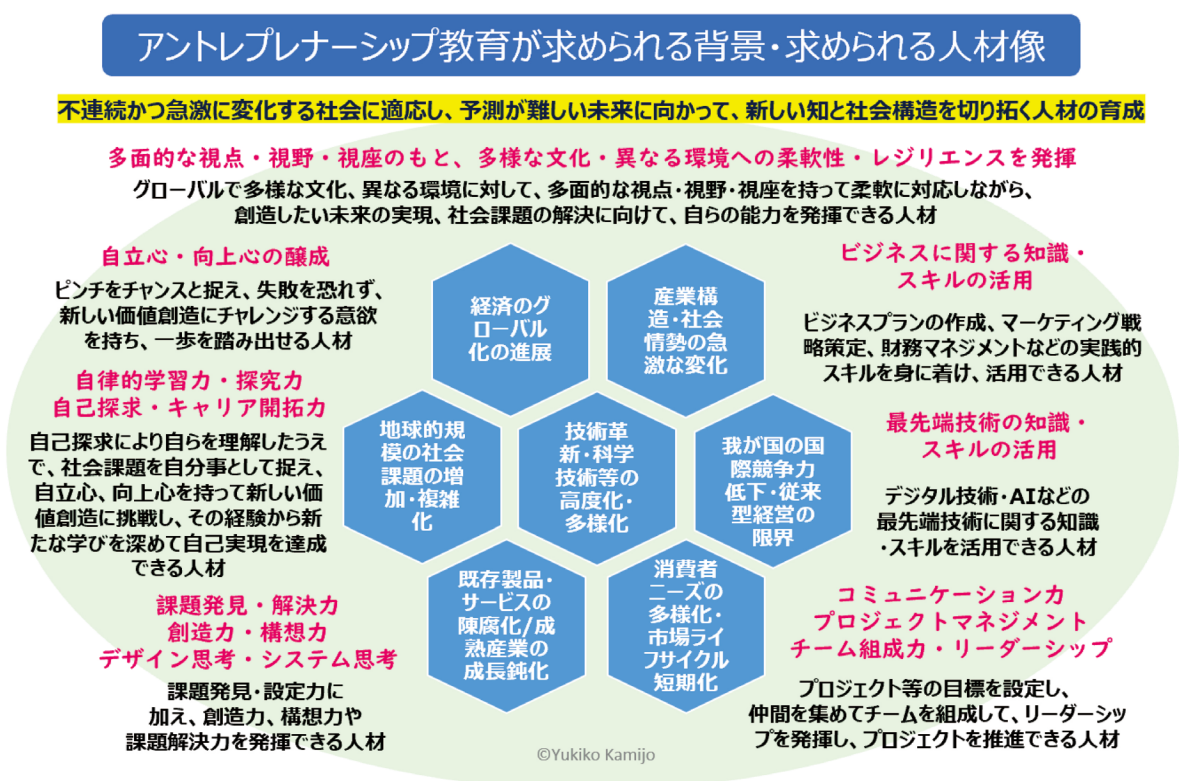 アントレプレナーシップ教育が求められる背景・求められる人材像
不連続かつ急激に変化する社会に適応し、予測が難しい未来に向かって、新しい知と社会構造を切り拓く人材の育成
多面的な視点・視野・視座のもと、多様な文化・異なる環境への柔軟性・レジリエンスを発揮
グローバルで多様な文化、異なる環境に対して、多面的な視点・視野・視座を持って柔軟に対応しながら、
創造したい未来の実現、社会課題の解決に向けて、自らの能力を発揮できる人材
自立心・向上心の醸成
ピンチをチャンスと捉え、失敗を恐れず、
新しい価値創造にチャレンジする意欲
を持ち、一歩を踏み出せる人材
自律的学習力・探究力
自己探求・キャリア開拓力
自己探求により自らを理解したうえ
で、社会課題を自分事として捉え、
自立心、向上心を持って新しい価
値創造に挑戦し、その経験から新
たな学びを深めて自己実現を達成
できる人材
課題発見・解決力
創造力・構想力
デザイン思考・システム思考
課題発見・設定力に
加え、創造力、構想力や
課題解決力を発揮できる人材
経済のグ
ローバル
化の進展
産業構
造・社会
情勢の急
激な変化
地球的規
模の社会
課題の増
加・複雑
化
技術革
新・科学
技術等の
高度化・
多様化
我が国の国
際競争力
低下・従来
型経営の
限界
既存製品・
サービスの
陳腐化/成
熟産業の
成長鈍化
消費者
ニーズの
多様化・
市場ライ
フサイクル
短期化
ビジネスに関する知識・
スキルの活用
ビジネスプランの作成、マーケティング戦
略策定、財務マネジメントなどの実践的
スキルを身に着け、活用できる人材
最先端技術の知識・
スキルの活用
デジタル技術・AIなどの
最先端技術に関する知識
・スキルを活用できる人材
コミュニケーション力
プロジェクトマネジメント
チーム組成力・リーダーシップ
プロジェクト等の目標を設定し、
仲間を集めてチームを組成して、リーダーシッ
プを発揮し、プロジェクトを推進できる人材
©Yukiko Kamijo